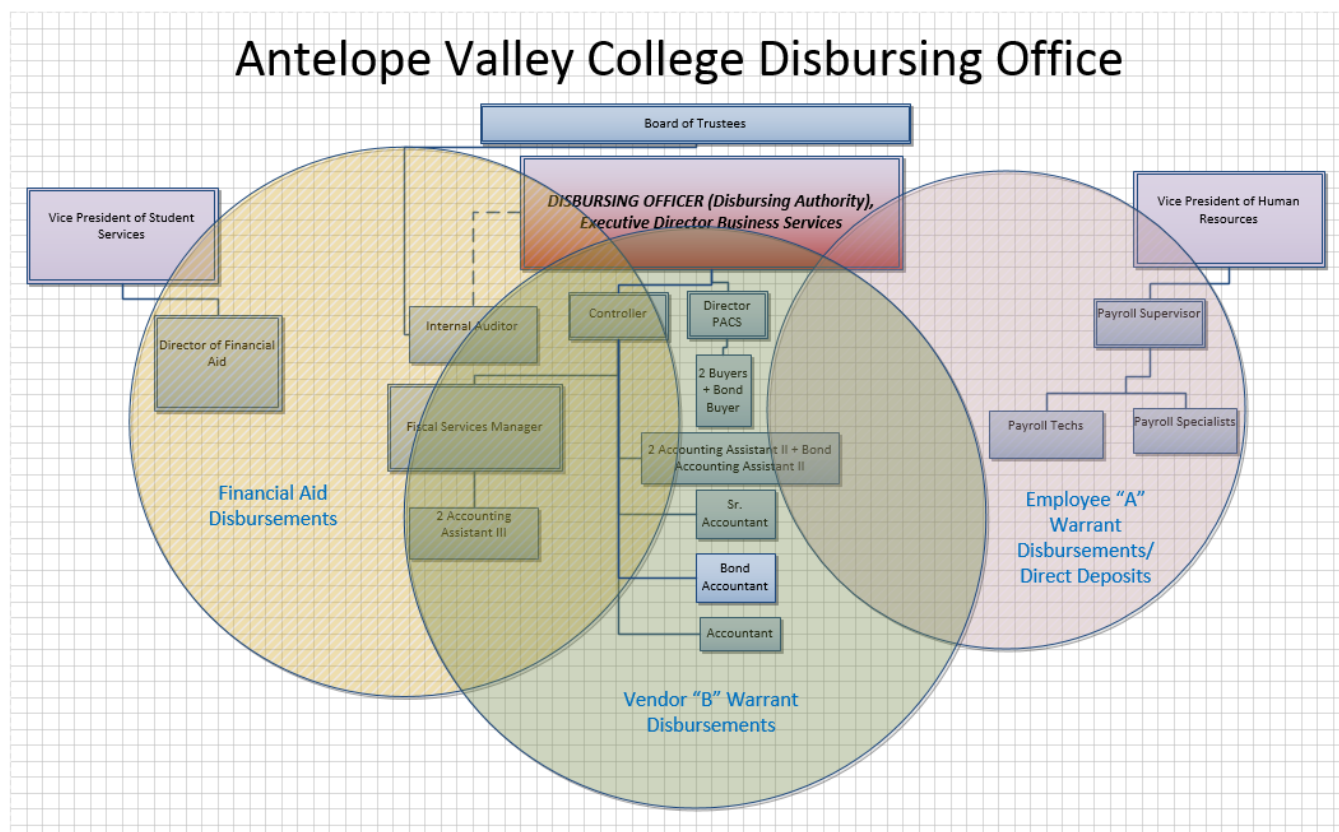 Antelope Valley College Disbursing Office
Board of Trustees
DISBURSING OFFICER (Disbursing Authority),
Executive Director Business Services
Vice President of Student
Services
Vice President of Human
Resources
Director of Financial
Aid
Internal Auditor
Controller
Director
PACS
Payroll Supervisor
2 Buyers
+ Bond
Buyer
Fiscal Services Manager
Payroll Techs
Payroll Specialists
2 Accounting Assistant II + Bond
Accounting Assistant II
Financial Aid
Disbursements
2 Accounting
Assistant III
Sr.
Accountant
Employee “A”
Warrant
Disbursements/
Direct Deposits
Bond
Accountant
Accountant
Vendor “B” Warrant
Disbursements